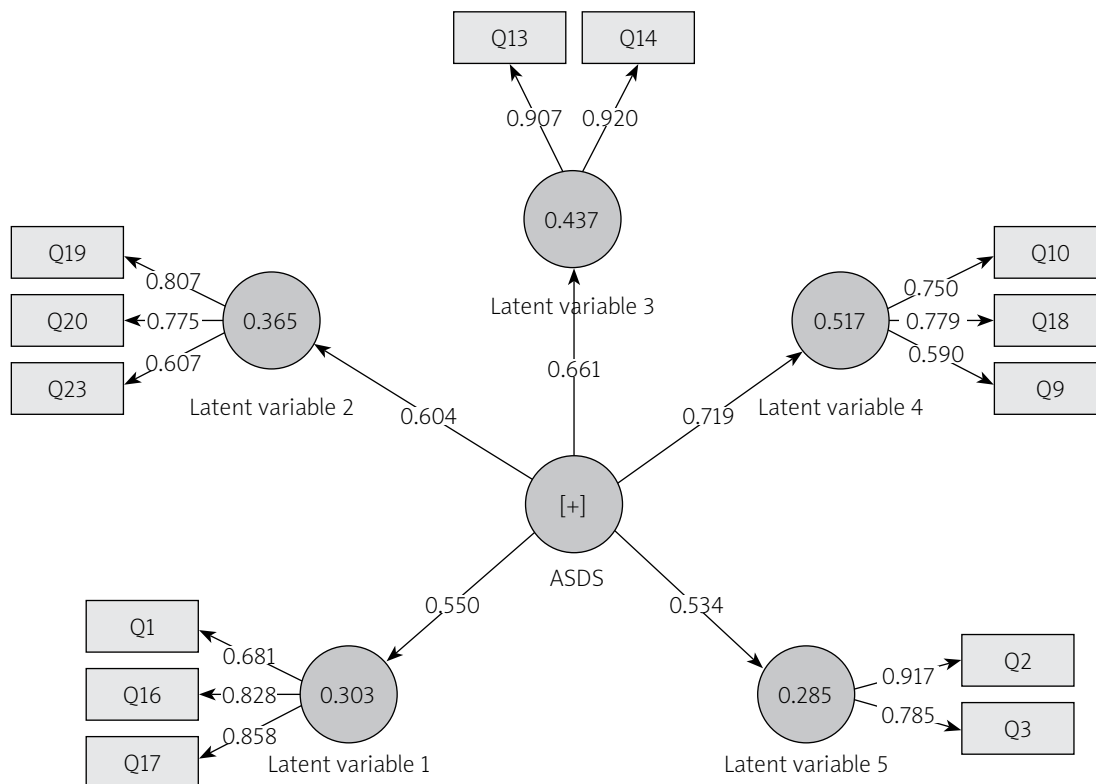 Q13
Q14
0.907
0.920
0.437
Latent variable 3
0.661
Q19
Q20
Q23
0.807
0.775
0.607
0.365
Latent variable 2
0.604
Q10
Q18
Q9
0.750
0.779
0.590
0.517
Latent variable 4
0.719
[+]
ASDS
0.550
0.534
Q1
Q16
Q17
0.681
0.828
0.858
0.303
Latent variable 1
0.285
Latent variable 5
0.917
0.785
Q2
Q3